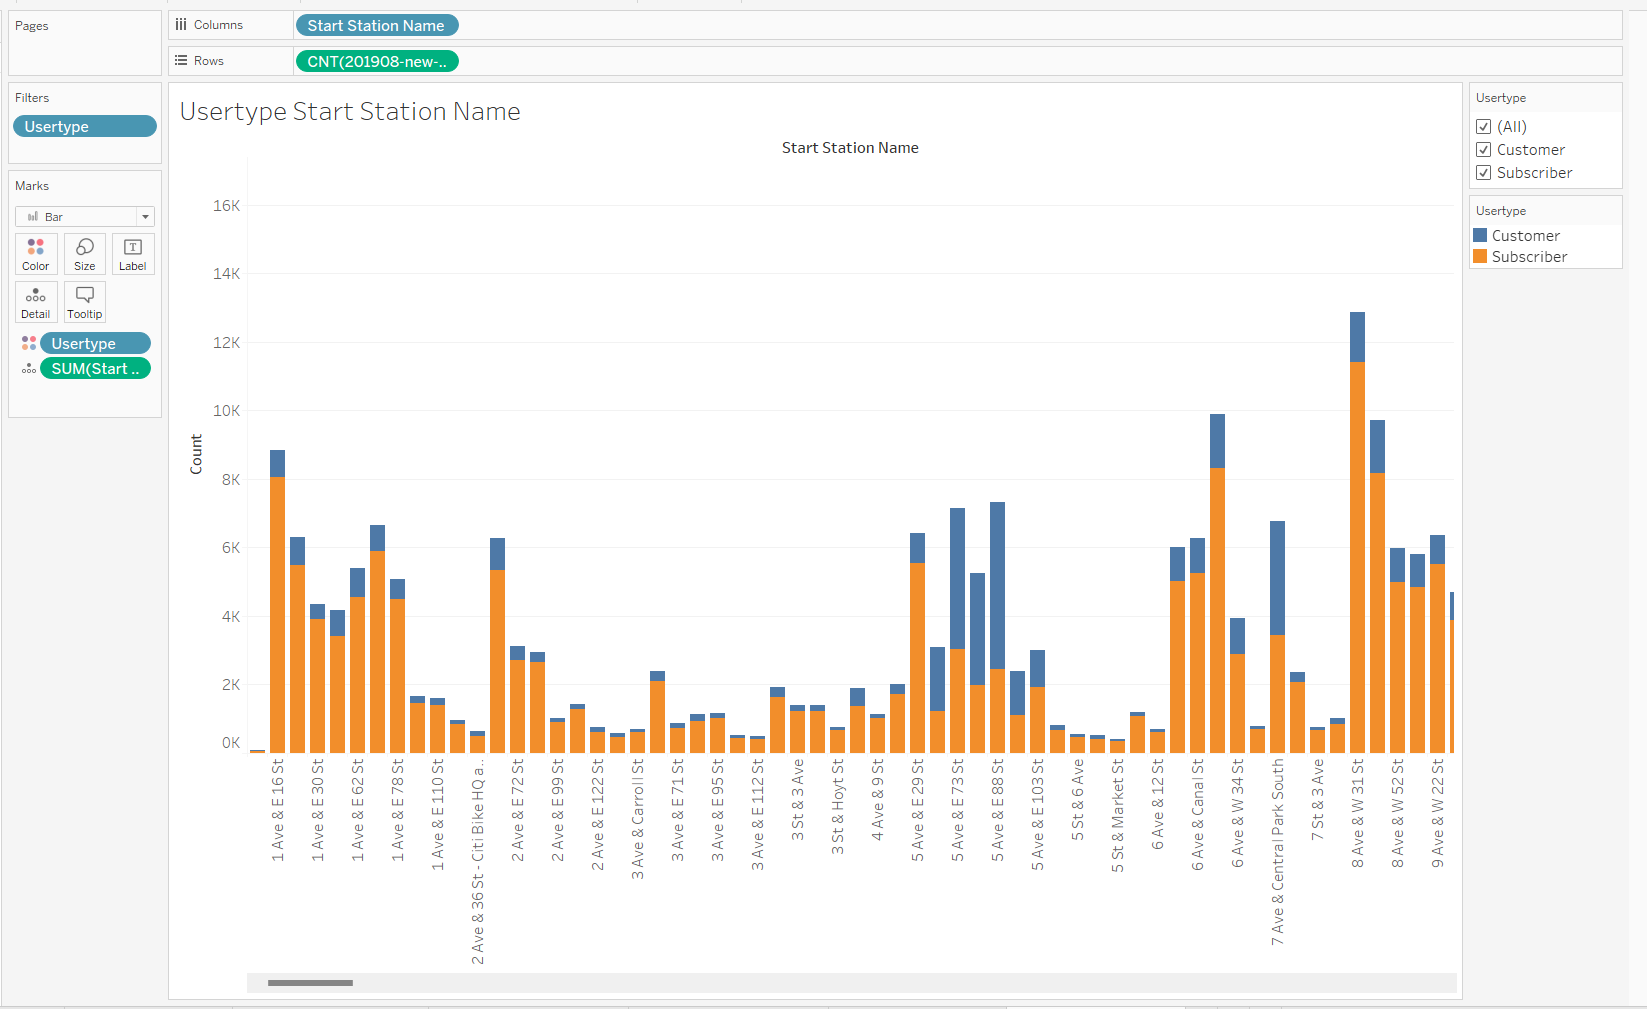 Pages
Columns
Start Station Name
Rows
CNT(201908-new-..
Filters
Usertype
Marks
Bar
Color
Size
Label
Detail
Tooltip
Usertype
SUM(Start ..
Usertype Start Station Name
Start Station Name
Count
16K
14K
12K
10K
8K
6K
4K
2K
0K
1 Ave & E 16 St
1 Ave & E 30 St
1 Ave & E 62 St
1 Ave & E 78 St
1 Ave & E 110 St
2 Ave & 36 St - Citi Bike HQ a..
2 Ave & E 72 St
2 Ave & E 99 St
2 Ave & E 122 St
3 Ave & Carroll St
3 Ave & E 71 St
3 Ave & E 95 St
3 Ave & E 112 St
3 St & 3 Ave
3 St & Hoyt St
4 Ave & 9 St
5 Ave & E 29 St
5 Ave & E 73 St
5 Ave & E 88 St
5 Ave & E 103 St
5 St & 6 Ave
5 St & Market St
6 Ave & 12 St
6 Ave & Canal St
6 Ave & W 34 St
7 Ave & Central Park South
7 St & 3 Ave
8 Ave & W 31 St
8 Ave & W 52 St
9 Ave & W 22 St
Usertype
(All)
Customer
Subscriber
Usertype
Customer
Subscriber